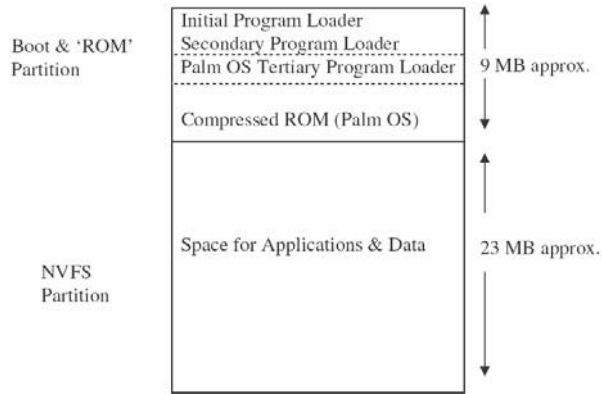 Initial Program Loader
Boot & ‘ROM’
Partition
Secondary Program Loader
Palm OS Tertiary Program Loader
9 MB approx.
Compressed ROM (Palm OS)
Space for Applications & Data
23 MB approx.
NVFS
Partition